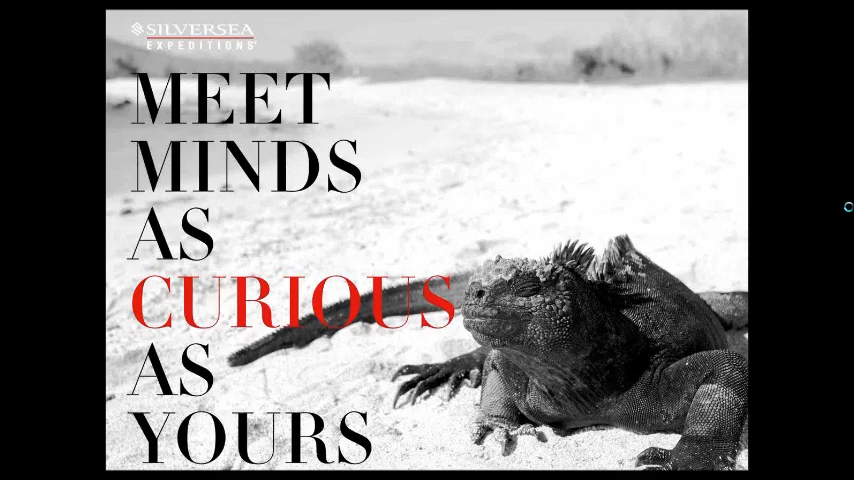 SILVERSEA
EXPEDITIONS
MEET
MINDS
AS
CURIOUS
AS
YOURS